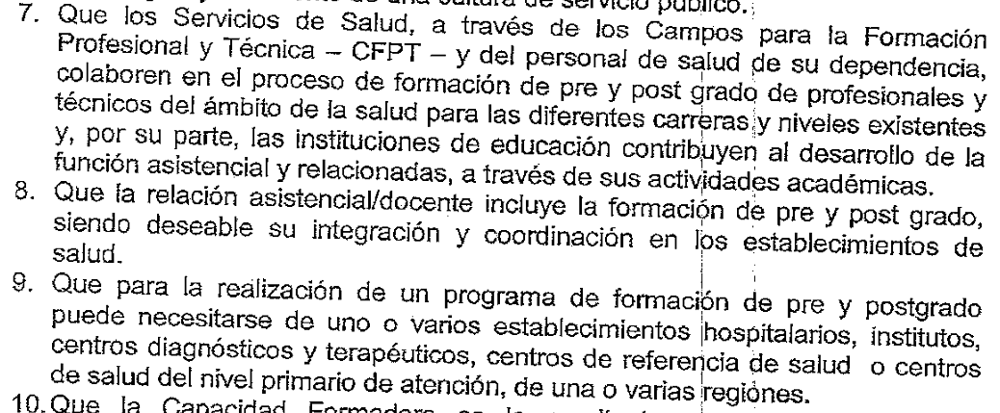 de una cultura de servicio público.
7. Que los Servicios de Salud, a través de los Campos para la Formación
Profesional y Técnica – CFPT – y del personal de salud de su dependencia,
colaboren en el proceso de formación de pre y post grado de profesionales y
técnicos del ámbito de la salud para las diferentes carreras y niveles existentes
y, por su parte, las instituciones de educación contribuyen al desarrollo de la
función asistencial y relacionadas, a través de sus actividades académicas.
8. Que la relación asistencial/docente incluye la formación de pre y post grado,
siendo deseable su integración y coordinación en los establecimientos de
salud.
9. Que para la realización de un programa de formación de pre y postgrado
puede necesitarse de uno o varios establecimientos hospitalarios, institutos,
centros diagnósticos y terapéuticos, centros de referencia de salud o centros
de salud del nivel primario de atención, de una o varias regiones.
10. Que la Capacidad Formadora